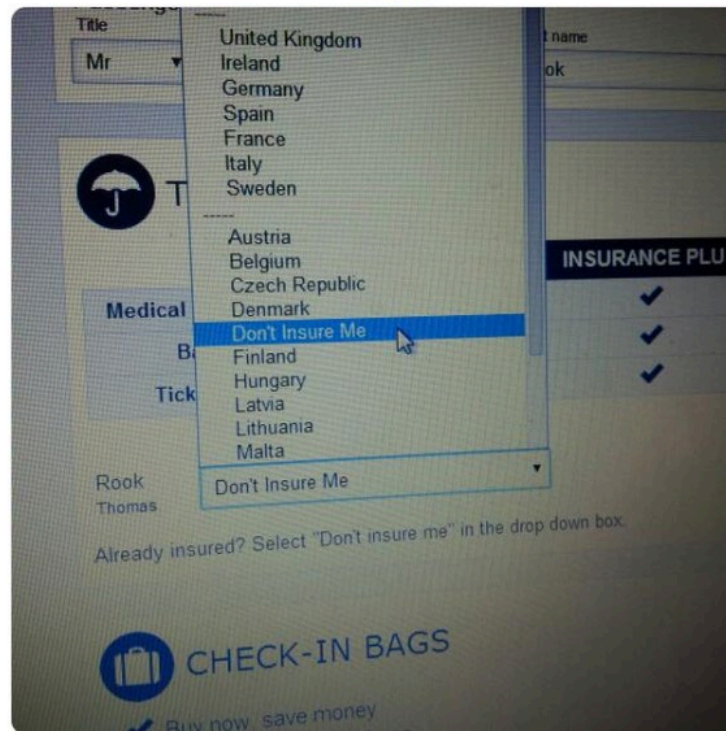 Title
t name
Mr
ok
-----
United Kingdom
Ireland
Germany
Spain
France
Italy
Sweden
-----
Austria
Belgium
Czech Republic
Denmark
Don't Insure Me
Finland
Hungary
Latvia
Lithuania
Malta
T
INSURANCE PLU
Medical
Ba
Tick
Rook
Thomas
Don't Insure Me
Already insured? Select "Don't insure me" in the drop down box.
CHECK-IN BAGS
Buy now, save money